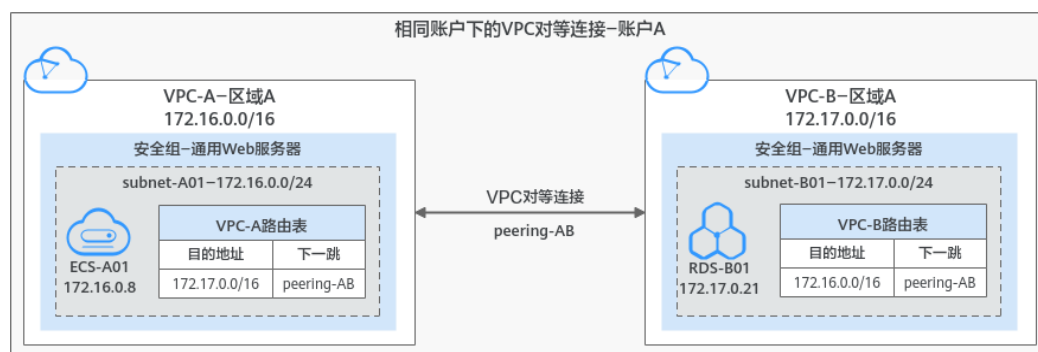 相同账户下的VPC对等连接–账户A
VPC-A–区域A
172.16.0.0/16
安全组–通用Web服务器
subnet-A01–172.16.0.0/24
ECS-A01
172.16.0.8
VPC-A路由表
目的地址 下一跳
172.17.0.0/16 peering-AB
VPC对等连接
peering-AB
VPC-B–区域A
172.17.0.0/16
安全组–通用Web服务器
subnet-B01–172.17.0.0/24
RDS-B01
172.17.0.21
VPC-B路由表
目的地址 下一跳
172.16.0.0/16 peering-AB